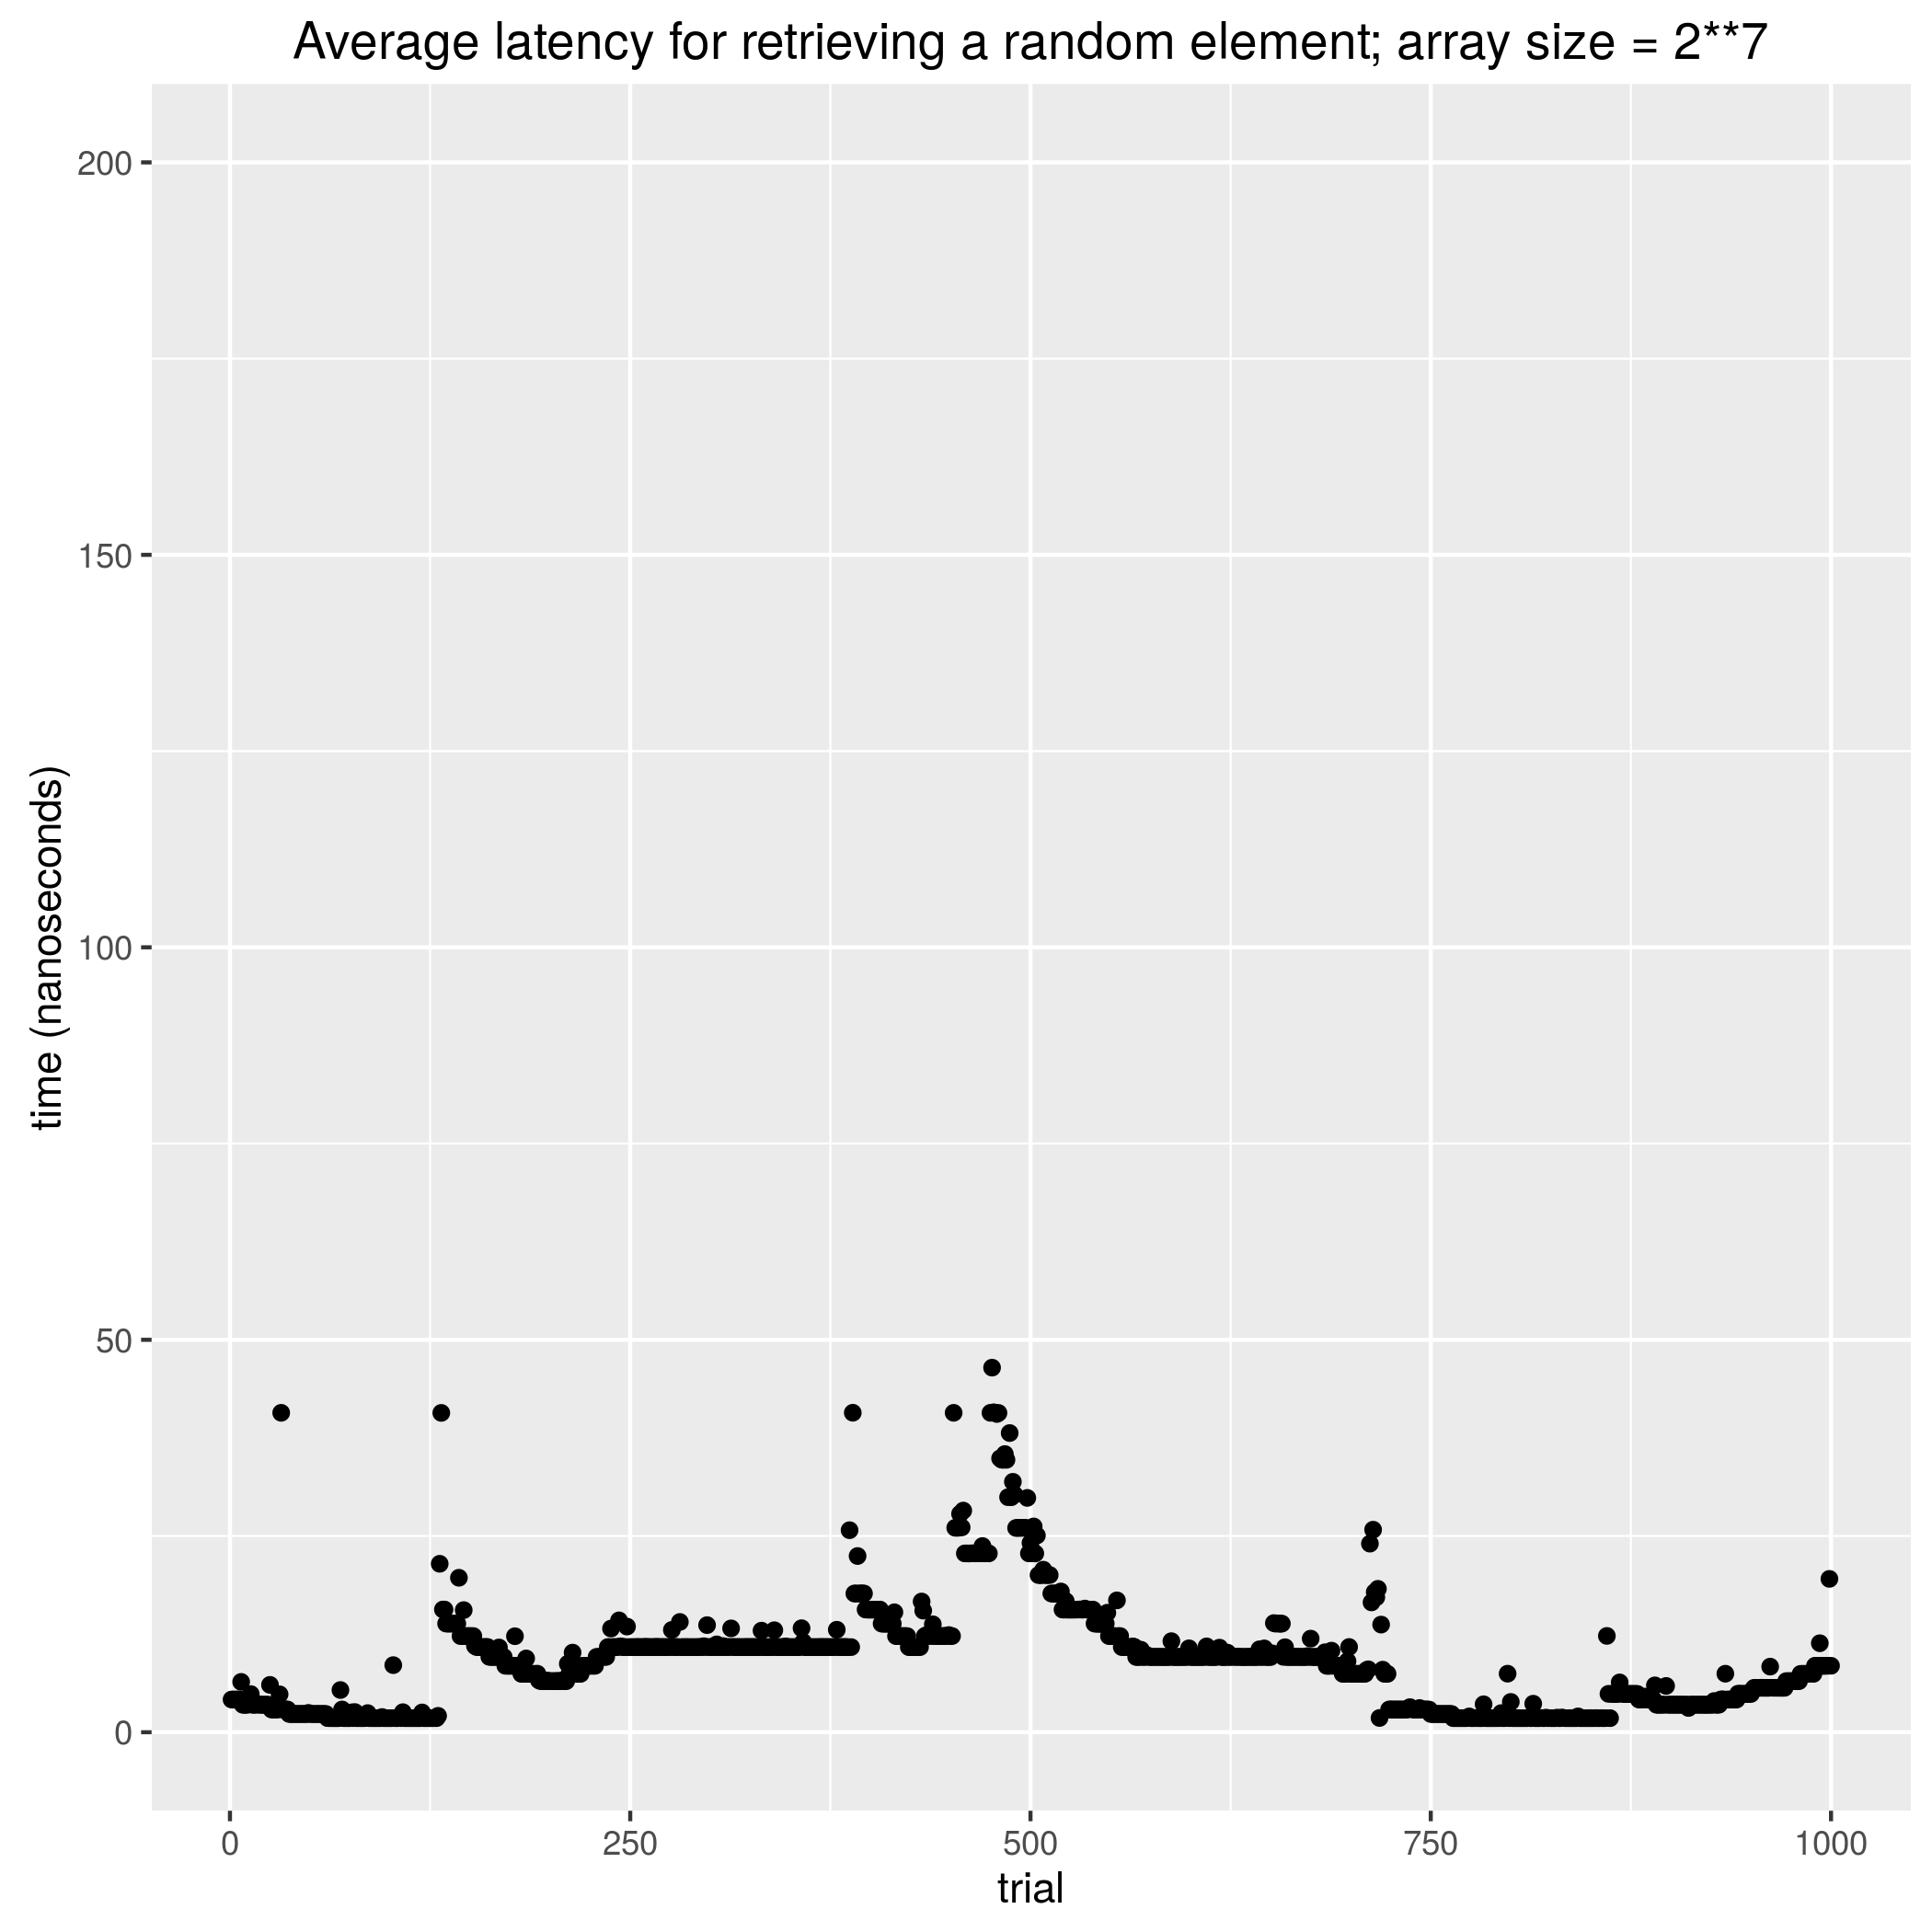 Average latency for retrieving a random element; array size = 2**7
200
150
100
50
0
time (nanoseconds)
0 250 500 750 1000
trial